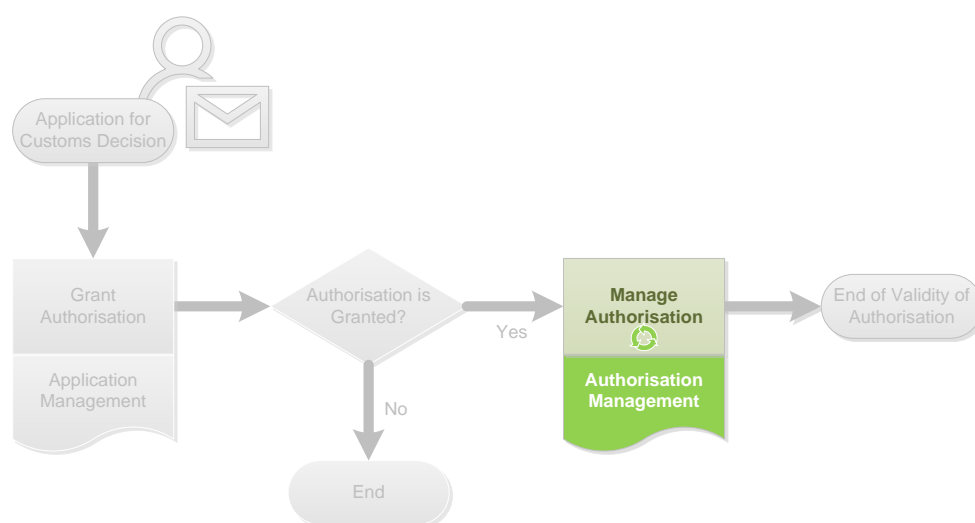 Application for
Customs Decision
Grant
Authorisation
Application
Management
Authorisation is
Granted?
Yes
No
End
Manage
Authorisation
Authorisation
Management
End of Validity of
Authorisation